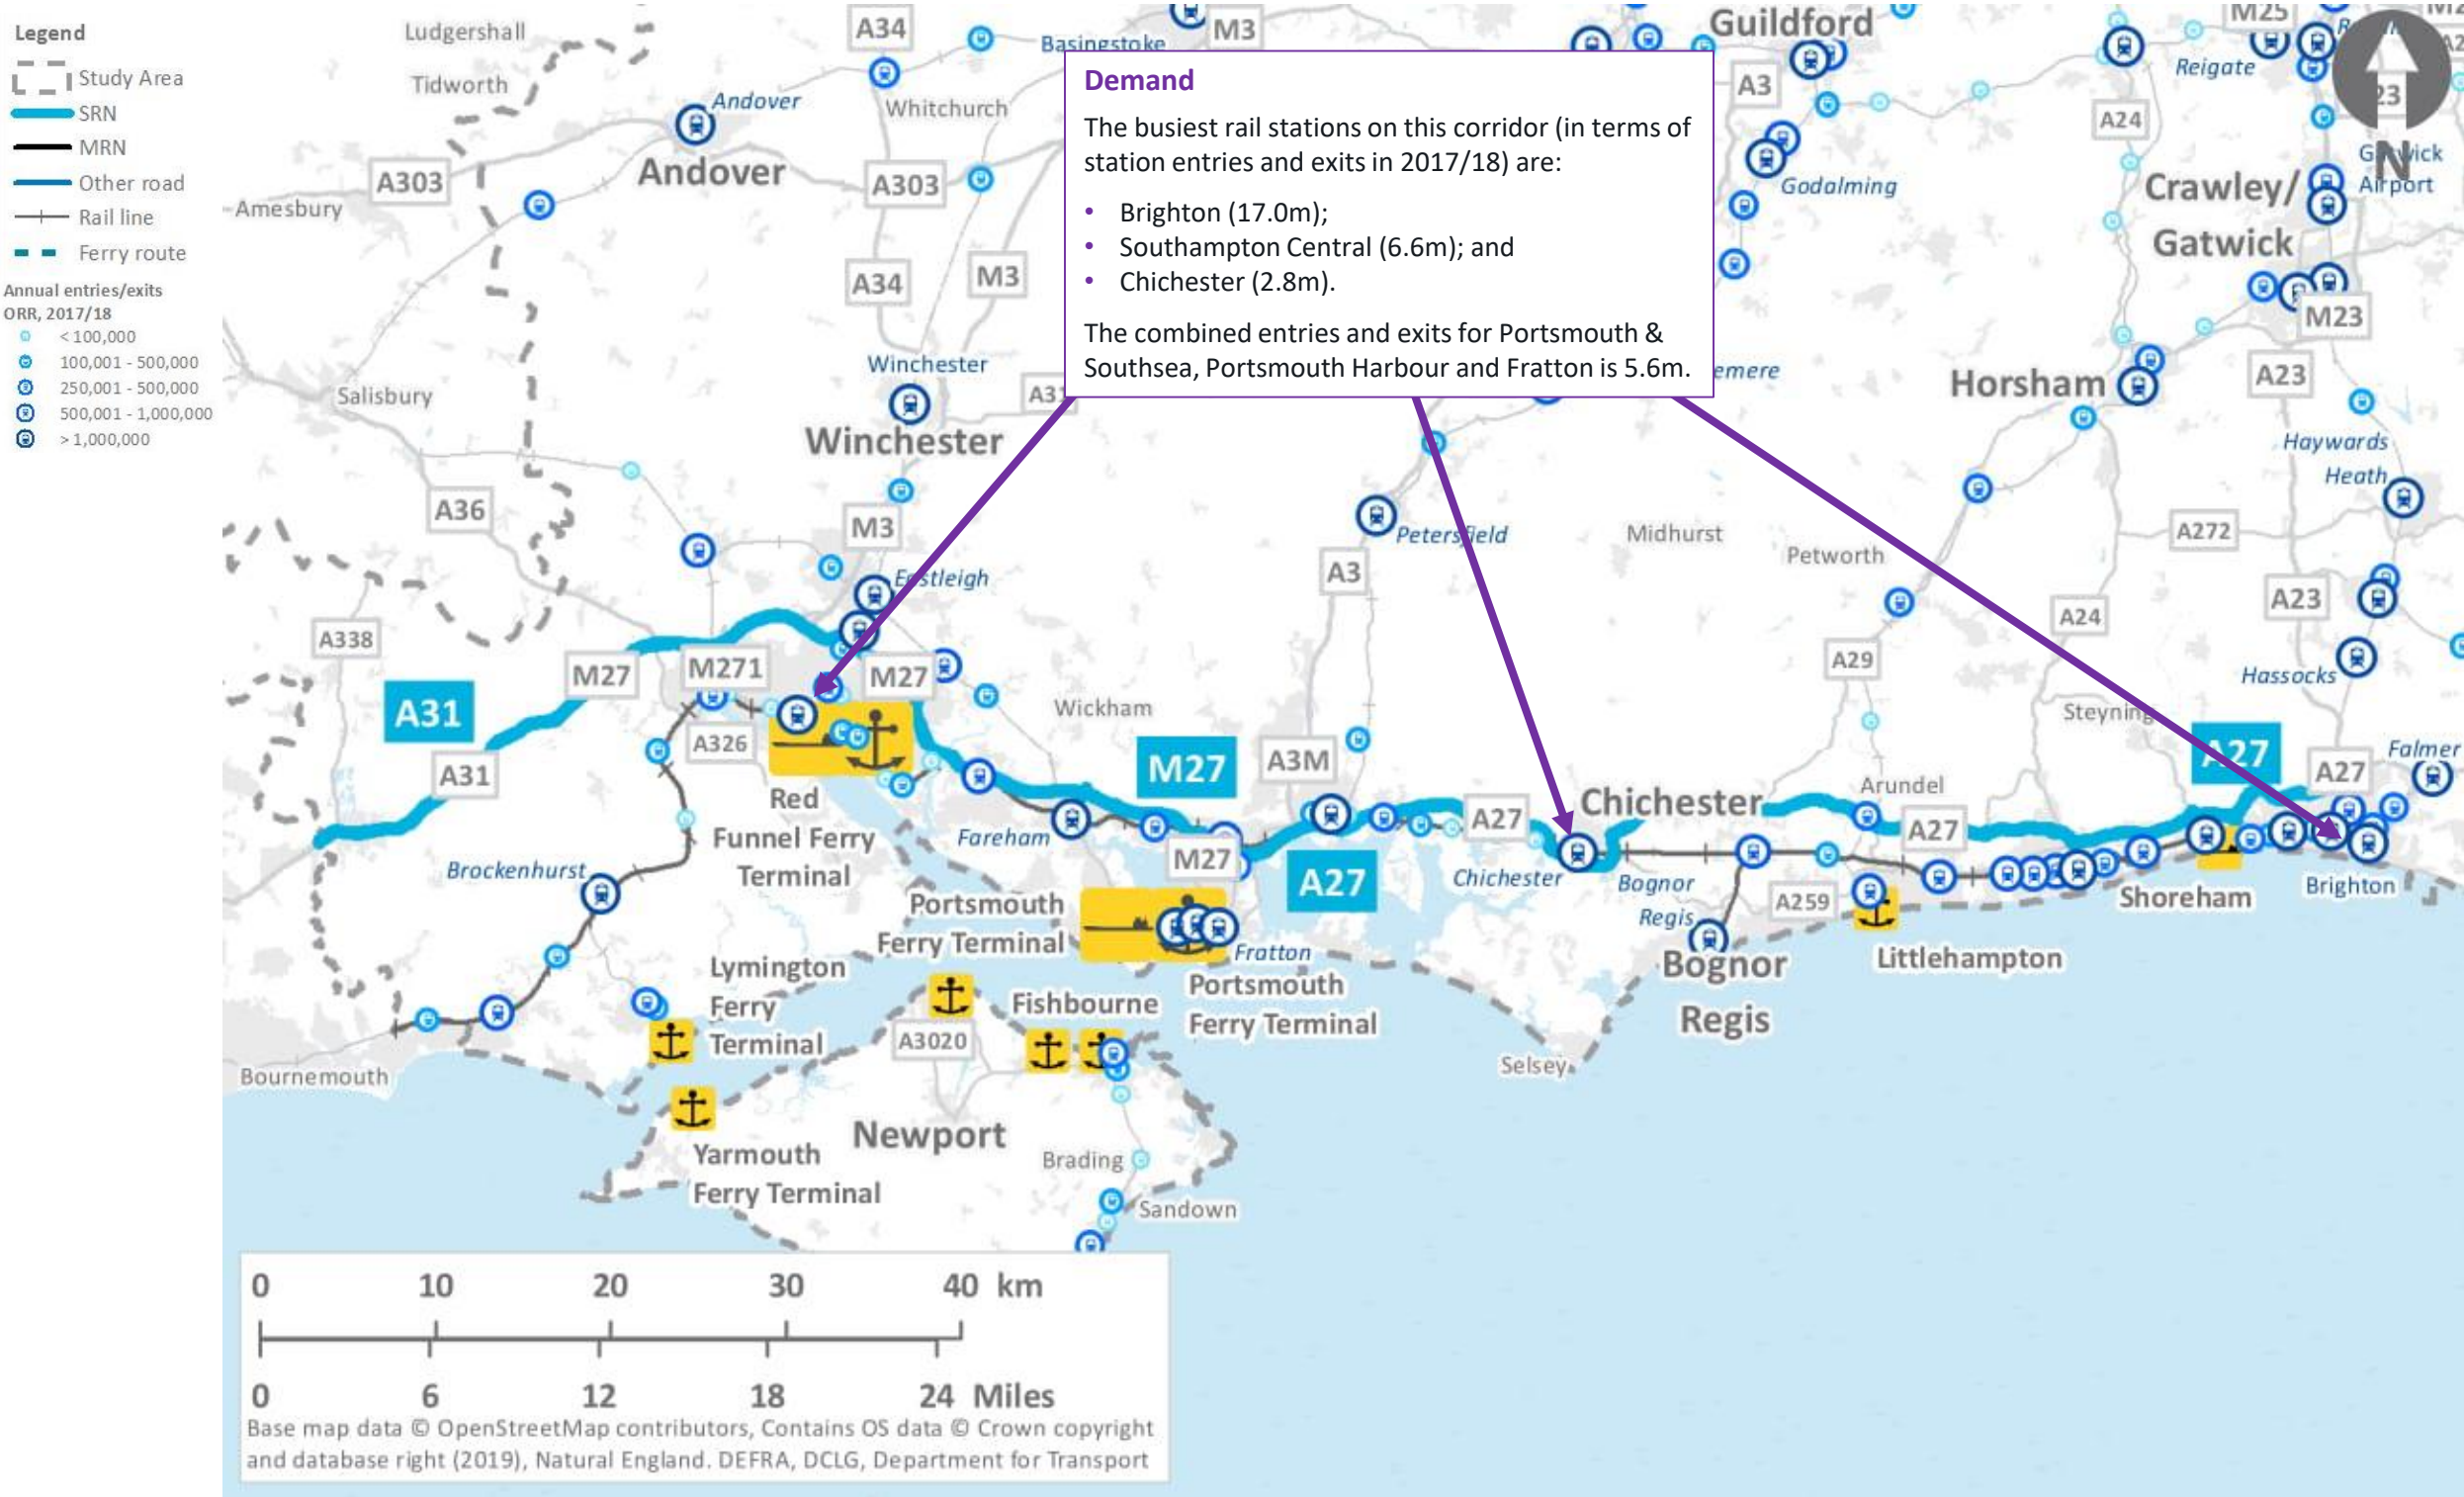 Legend
Study Area
SRN
MRN
Other road
Rail line
Ferry route
Annual entries/exits
ORR, 2017/18
< 100,000
100,001 - 500,000
250,001 - 500,000
500,001 - 1,000,000
> 1,000,000
Demand
The busiest rail stations on this corridor (in terms of
station entries and exits in 2017/18) are:
• Brighton (17.0m);
• Southampton Central (6.6m); and
• Chichester (2.8m).
The combined entries and exits for Portsmouth &
Southsea, Portsmouth Harbour and Fratton is 5.6m.
Ludgershall
Tidworth
A34
Basingstoke
M3
Guildford
M25
Reigate
A3
23
N
Andover
Whitchurch
A24
Andover
A303
A303
Amesbury
Godalming
Gatwick
Airport
Crawley/
Gatwick
A34
M3
M23
Winchester
Salisbury
A31
emere
Horsham
A23
Winchester
Haywards
Heath
A36
M3
Petersfield
Midhurst
A272
Petworth
Eastleigh
A3
A338
A24
A23
M27
M271
M27
A29
Hassocks
A31
Wickham
Steyning
A326
M27
A3M
A27
A27
Falmer
A31
Red
Funnel Ferry
Terminal
Fareham
M27
A27
Chichester
Arundel
A27
A27
Brockenhurst
Chichester
Bognor
Regis
A259
Shoreham
Brighton
Portsmouth
Ferry Terminal
Fratton
Bognor
Regis
Littlehampton
Lymington
Ferry
Terminal
Fishbourne
Portsmouth
Ferry Terminal
A3020
Selsey
Bournemouth
Newport
Yarmouth
Ferry Terminal
Brading
Sandown
0 10 20 30 40 km
0 6 12 18 24 Miles
Base map data © OpenStreetMap contributors, Contains OS data © Crown copyright
and database right (2019), Natural England. DEFRA, DCLG, Department for Transport